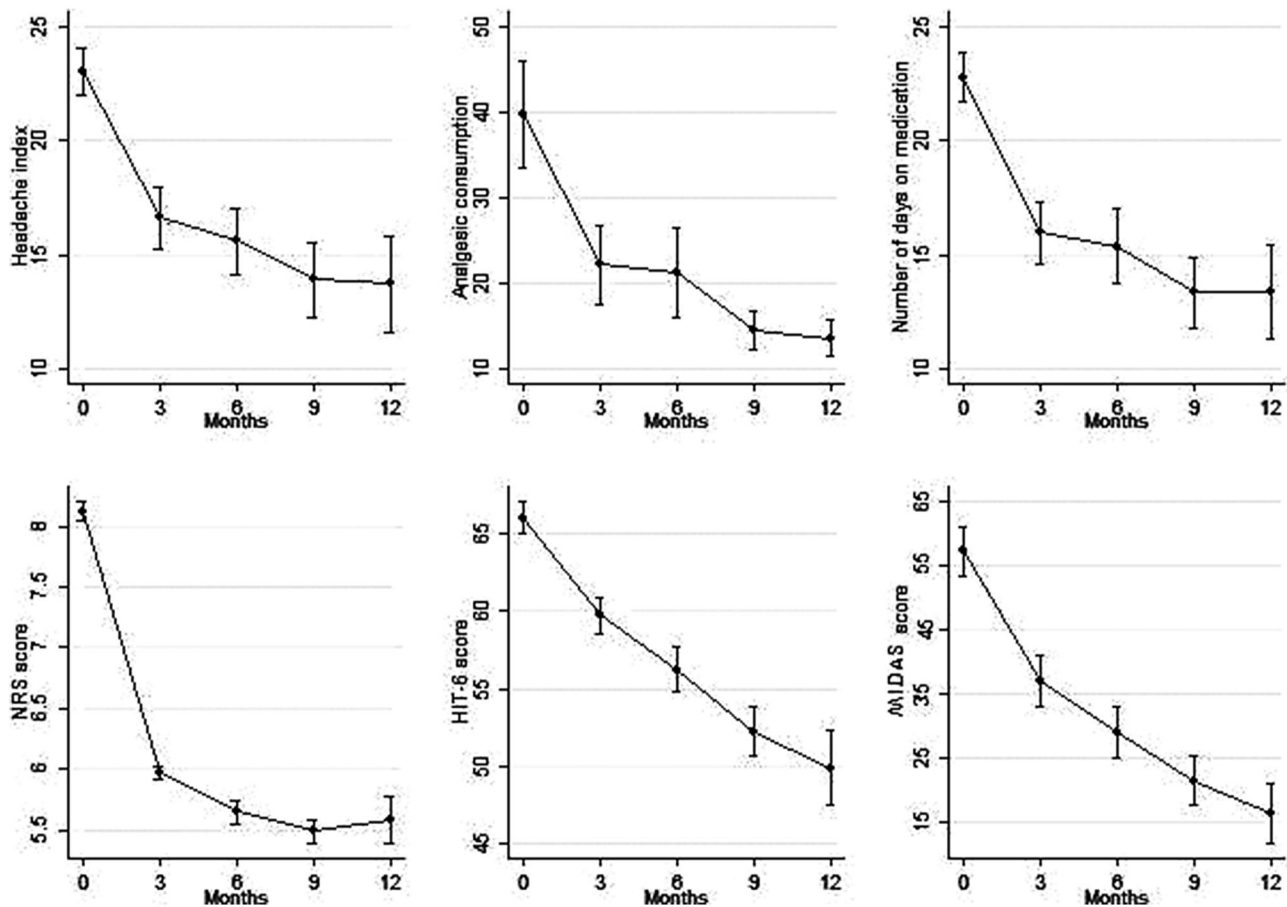 Headache index
25
20
15
10
0 3 6 9 12
Months
Analgesic consumption
50
40
30
20
10
0 3 6 9 12
Months
Number of days on medication
25
20
15
10
0 3 6 9 12
Months
NRS score
8
7.5
7
6.5
6
5.5
0 3 6 9 12
Months
HIT-6 score
65
60
55
50
45
0 3 6 9 12
Months
MIDAS score
65
55
45
35
25
15
0 3 6 9 12
Months